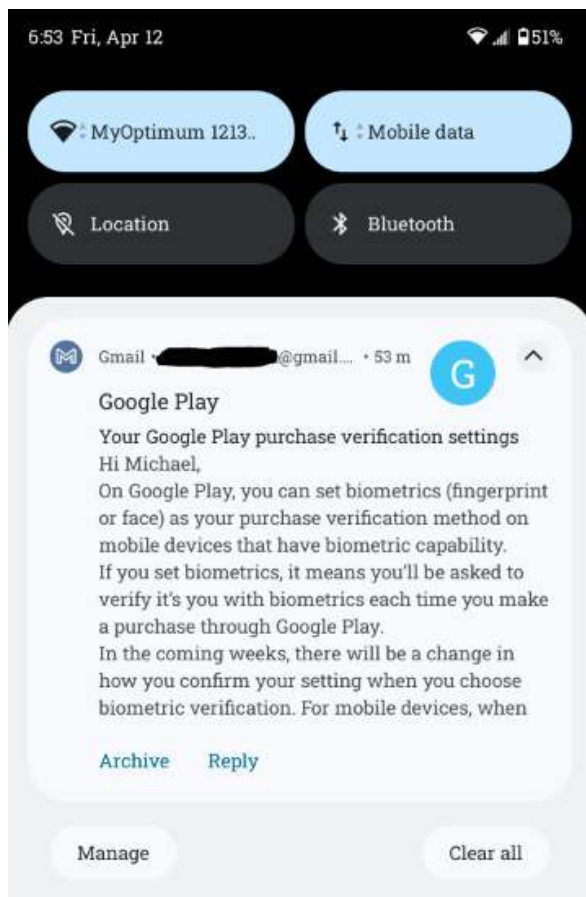 6:53 Fri, Apr 12 51%
MyOptimum 1213.. Mobile data
Location Bluetooth
Gmail • @gmail.... • 53 m G
Google Play
Your Google Play purchase verification settings
Hi Michael,
On Google Play, you can set biometrics (fingerprint
or face) as your purchase verification method on
mobile devices that have biometric capability.
If you set biometrics, it means you'll be asked to
verify it's you with biometrics each time you make
a purchase through Google Play.
In the coming weeks, there will be a change in
how you confirm your setting when you choose
biometric verification. For mobile devices, when
Archive Reply
Manage Clear all